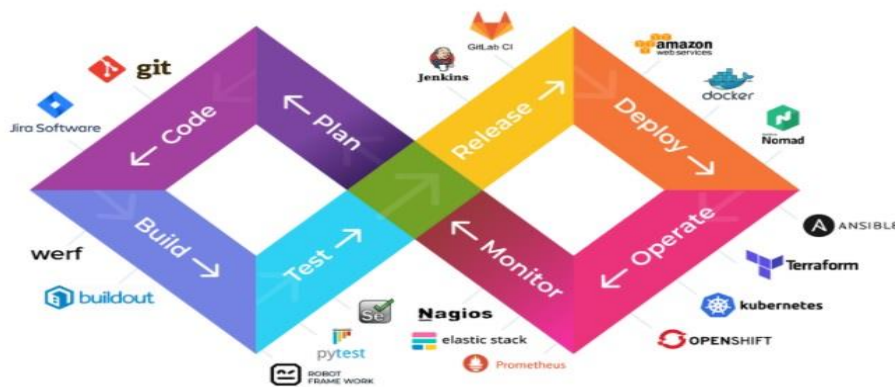 GitLab CI
Jenkins
git
Jira Software
Code
Plan
Release
Deploy
amazon
web services
docker
Nomad
werf
buildout
Build
Test
Monitor
Operate
ANSIBLE
Terraform
kubernetes
OPENSHIFT
Se
Nagios
pytest
elastic stack
ROBOT
FRAME WORK
Prometheus